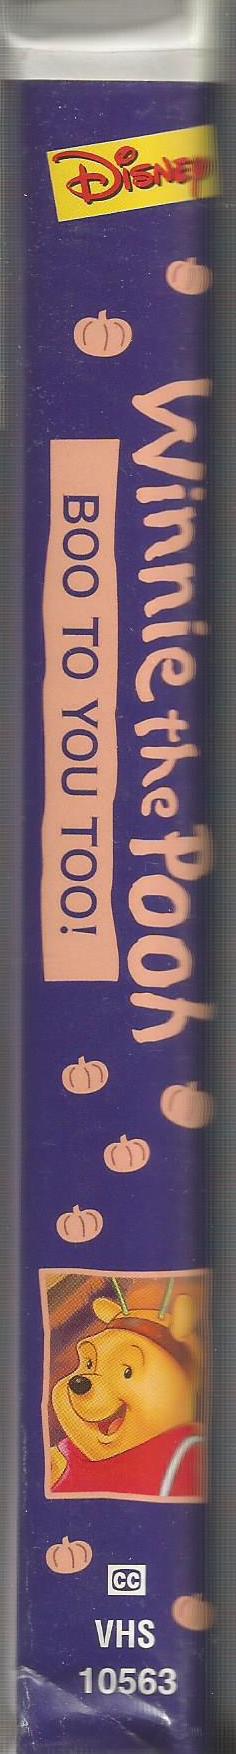 Disney
Winnie the Pooh
BOO TO YOU TOO!
CC
VHS
10563